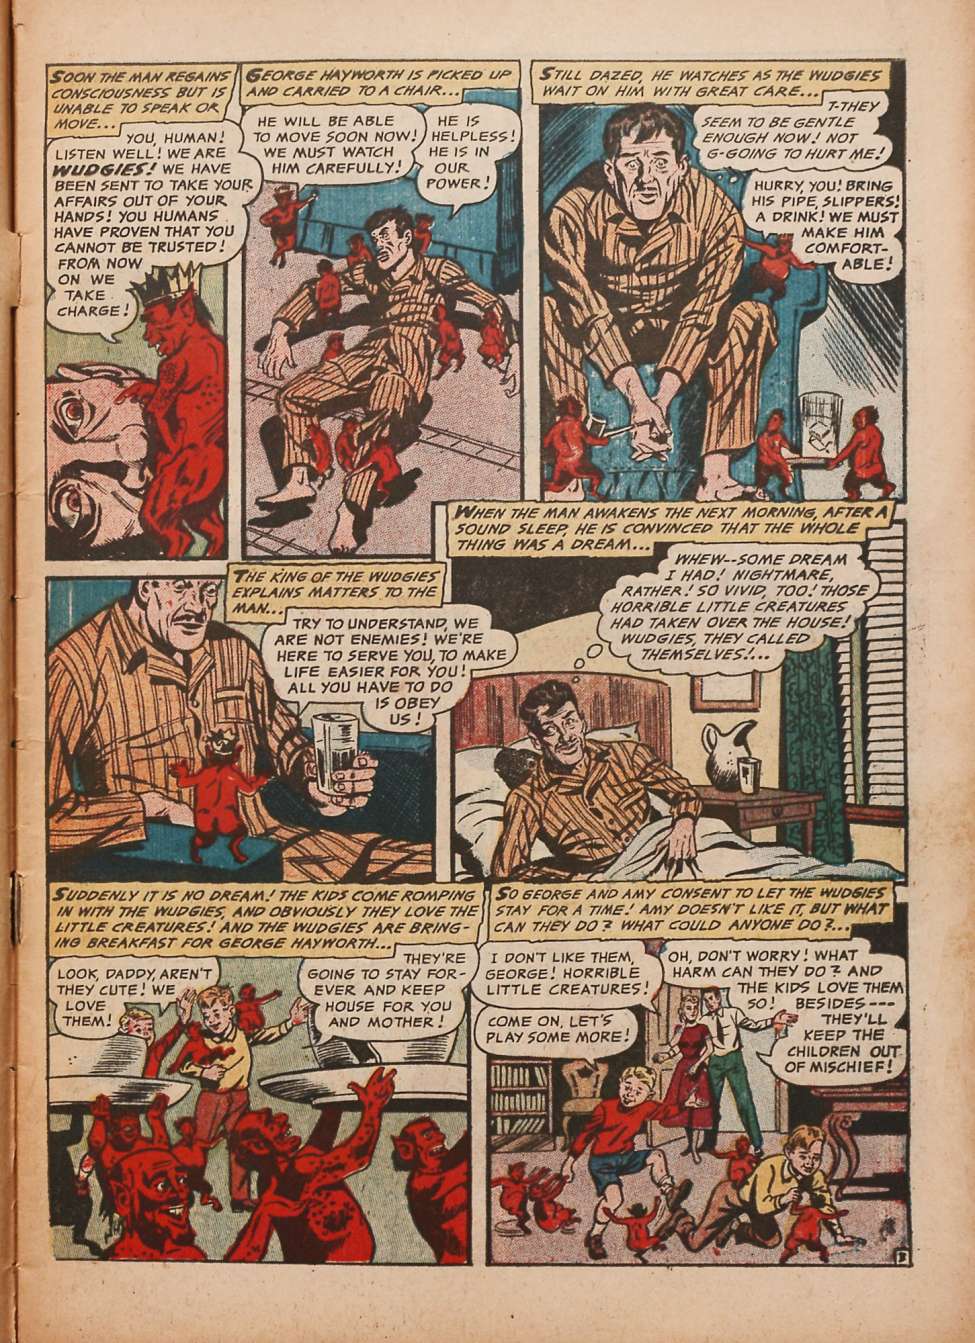 SOON THE MAN REGAINS
CONSCIOUSNESS BUT IS
UNABLE TO SPEAK OR
MOVE...
YOU, HUMAN!
LISTEN WELL! WE ARE
WUDGIES! WE HAVE
BEEN SENT TO TAKE YOUR
AFFAIRS OUT OF YOUR
HANDS! YOU HUMANS
HAVE PROVEN THAT YOU
CANNOT BE TRUSTED!
FROM NOW
ON WE
TAKE
CHARGE!
GEORGE HAYWORTH IS PICKED UP
AND CARRIED TO A CHAIR...
HE WILL BE ABLE
TO MOVE SOON NOW!
WE MUST WATCH
HIM CAREFULLY!
HE IS
HELPLESS!
HE IS IN
OUR
POWER!
STILL DAZED, HE WATCHES AS THE WUDGIES
WAIT ON HIM WITH GREAT CARE...
T-THEY
SEEM TO BE GENTLE
ENOUGH NOW! NOT
G-GOING TO HURT ME!
HURRY, YOU! BRING
HIS PIPE, SLIPPERS!
A DRINK! WE MUST
MAKE HIM
COMFORT-
ABLE!
THE KING OF THE WUDGIES
EXPLAINS MATTERS TO THE
MAN...
TRY TO UNDERSTAND, WE
ARE NOT ENEMIES! WE'RE
HERE TO SERVE YOU, TO MAKE
LIFE EASIER FOR YOU!
ALL YOU HAVE TO DO
IS OBEY
US!
WHEN THE MAN AWAKENS THE NEXT MORNING, AFTER A
SOUND SLEEP, HE IS CONVINCED THAT THE WHOLE
THING WAS A DREAM...
WHEW--SOME DREAM
I HAD! NIGHTMARE,
RATHER! SO VIVID, TOO! THOSE
HORRIBLE LITTLE CREATURES
HAD TAKEN OVER THE HOUSE!
WUDGIES, THEY CALLED
THEMSELVES!...
SUDDENLY IT IS NO DREAM! THE KIDS COME ROMPING
IN WITH THE WUDGIES, AND OBVIOUSLY THEY LOVE THE
LITTLE CREATURES! AND THE WUDGIES ARE BRING-
ING BREAKFAST FOR GEORGE HAYWORTH...
LOOK, DADDY, AREN'T
THEY CUTE! WE
LOVE
THEM!
THEY'RE
GOING TO STAY FOR-
EVER AND KEEP
HOUSE FOR YOU
AND MOTHER!
SO GEORGE AND AMY CONSENT TO LET THE WUDGIES
STAY FOR A TIME! AMY DOESN'T LIKE IT, BUT WHAT
CAN THEY DO? WHAT COULD ANYONE DO?...
I DON'T LIKE THEM,
GEORGE! HORRIBLE
LITTLE CREATURES!
COME ON, LET'S
PLAY SOME MORE!
OH, DON'T WORRY! WHAT
HARM CAN THEY DO? AND
THE KIDS LOVE THEM
SO! BESIDES---
THEY'LL
KEEP THE
CHILDREN OUT
OF MISCHIEF!
3